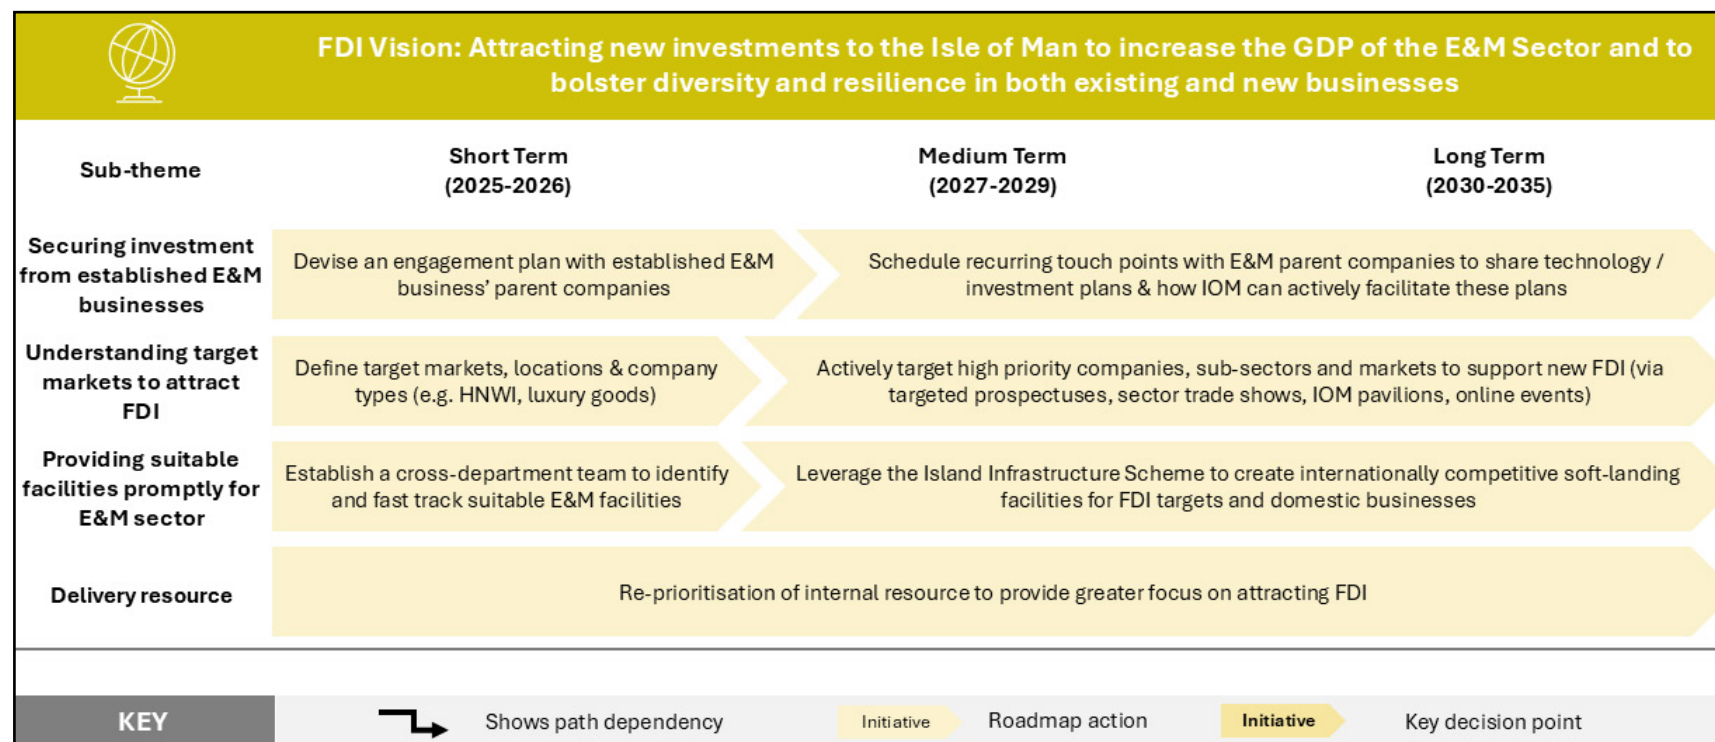 FDI Vision: Attracting new investments to the Isle of Man to increase the GDP of the E&M Sector and to
bolster diversity and resilience in both existing and new businesses
Sub-theme
Short Term
(2025-2026)
Medium Term
(2027-2029)
Long Term
(2030-2035)
Securing investment
from established E&M
businesses
Devise an engagement plan with established E&M
business’ parent companies
Schedule recurring touch points with E&M parent companies to share technology /
investment plans & how IOM can actively facilitate these plans
Understanding target
markets to attract
FDI
Define target markets, locations & company
types (e.g. HNWI, luxury goods)
Actively target high priority companies, sub-sectors and markets to support new FDI (via
targeted prospectuses, sector trade shows, IOM pavilions, online events)
Providing suitable
facilities promptly for
E&M sector
Establish a cross-department team to identify
and fast track suitable E&M facilities
Leverage the Island Infrastructure Scheme to create internationally competitive soft-landing
facilities for FDI targets and domestic businesses
Delivery resource
Re-prioritisation of internal resource to provide greater focus on attracting FDI
KEY
Shows path dependency
Initiative
Roadmap action
Initiative
Key decision point